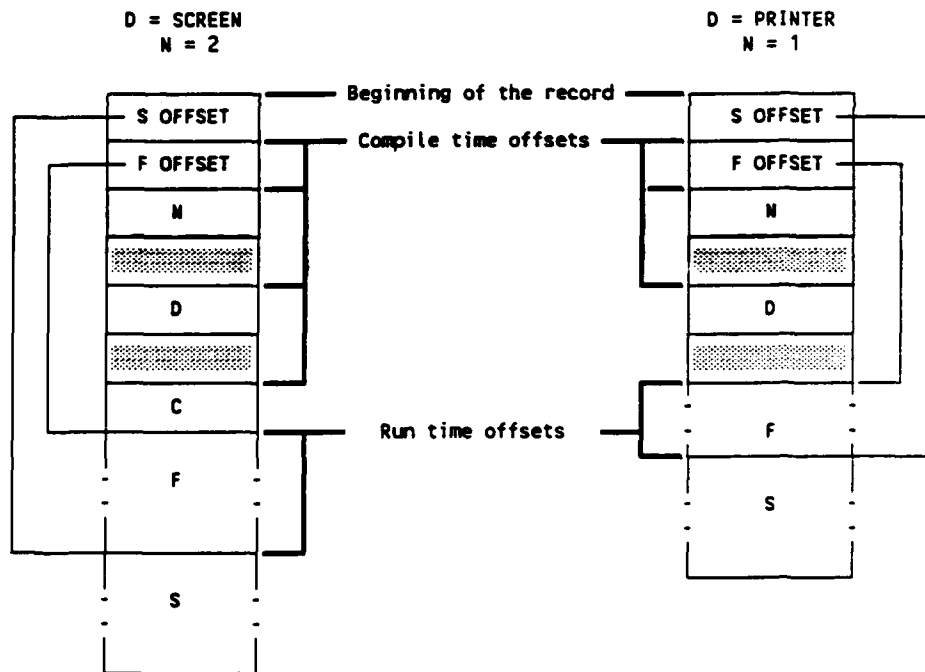 D = SCREEN
N = 2
D = PRINTER
N = 1
Beginning of the record
S OFFSET
S OFFSET
Compile time offsets
F OFFSET
F OFFSET
N
N
D
D
C
Run time offsets
F
F
S
S